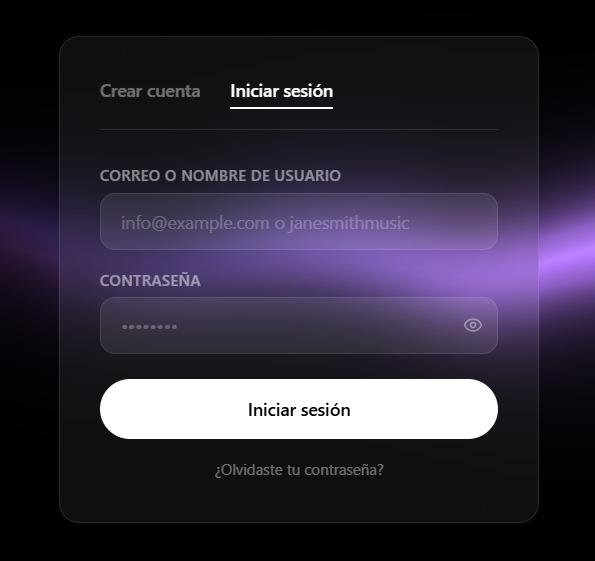 Crear cuenta Iniciar sesión
CORREO O NOMBRE DE USUARIO
info@example.com o janesmithmusic
CONTRASEÑA
••••••••
Iniciar sesión
¿Olvidaste tu contraseña?